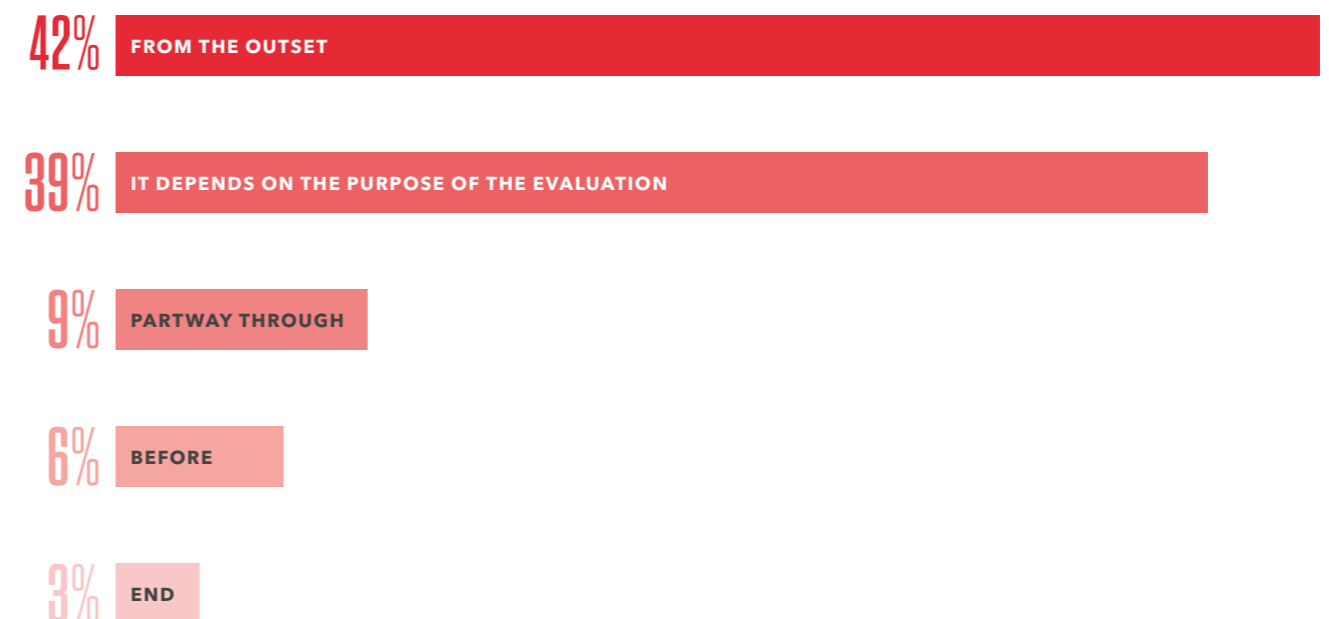 42% FROM THE OUTSET
39% IT DEPENDS ON THE PURPOSE OF THE EVALUATION
9% PARTWAY THROUGH
6% BEFORE
3% END